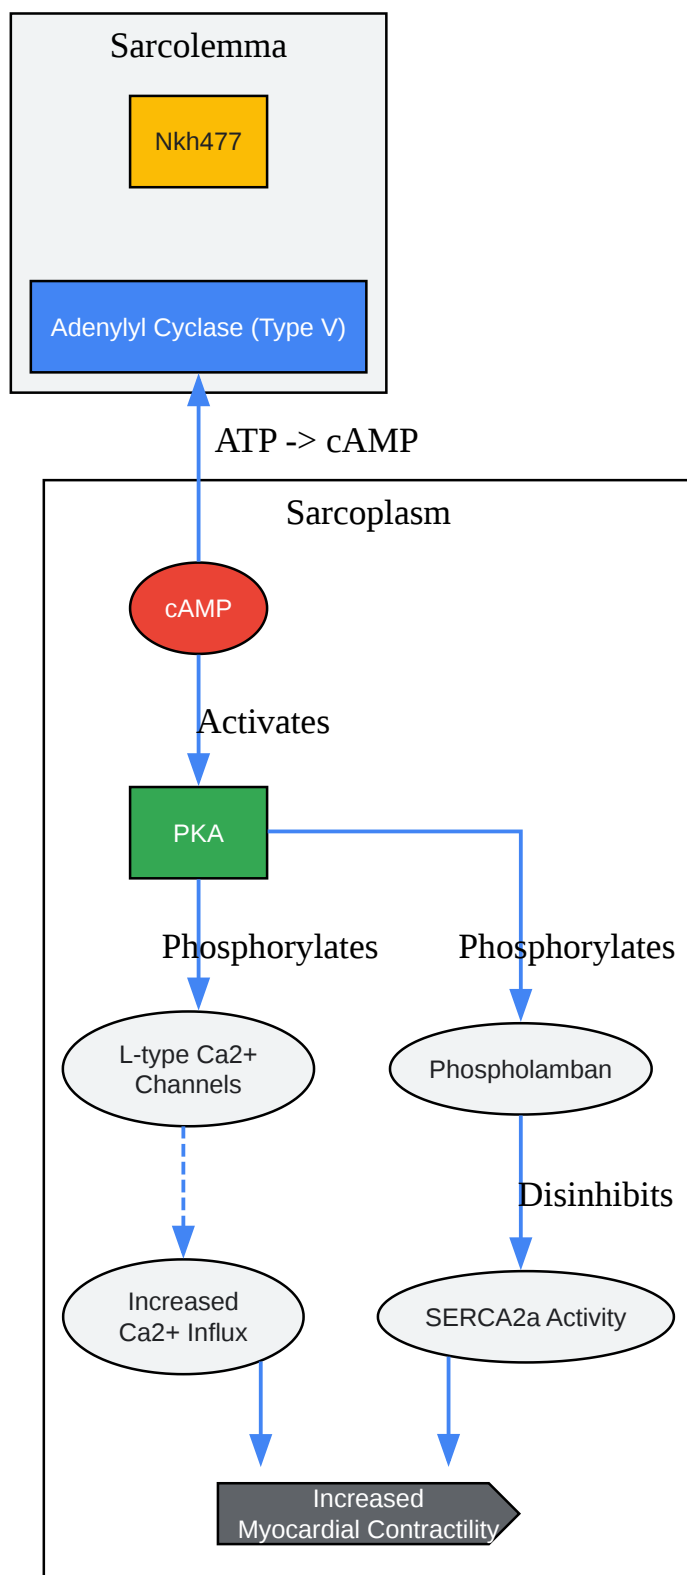 Sarcolemma
Nkh477
Adenylyl Cyclase (Type V)
ATP -> cAMP
Sarcoplasm
cAMP
Activates
PKA
Phosphorylates
Phosphorylates
L-type Ca2+
Channels
Phospholamban
Disinhibits
Increased
Ca2+ Influx
SERCA2a Activity
Increased
Myocardial Contractility